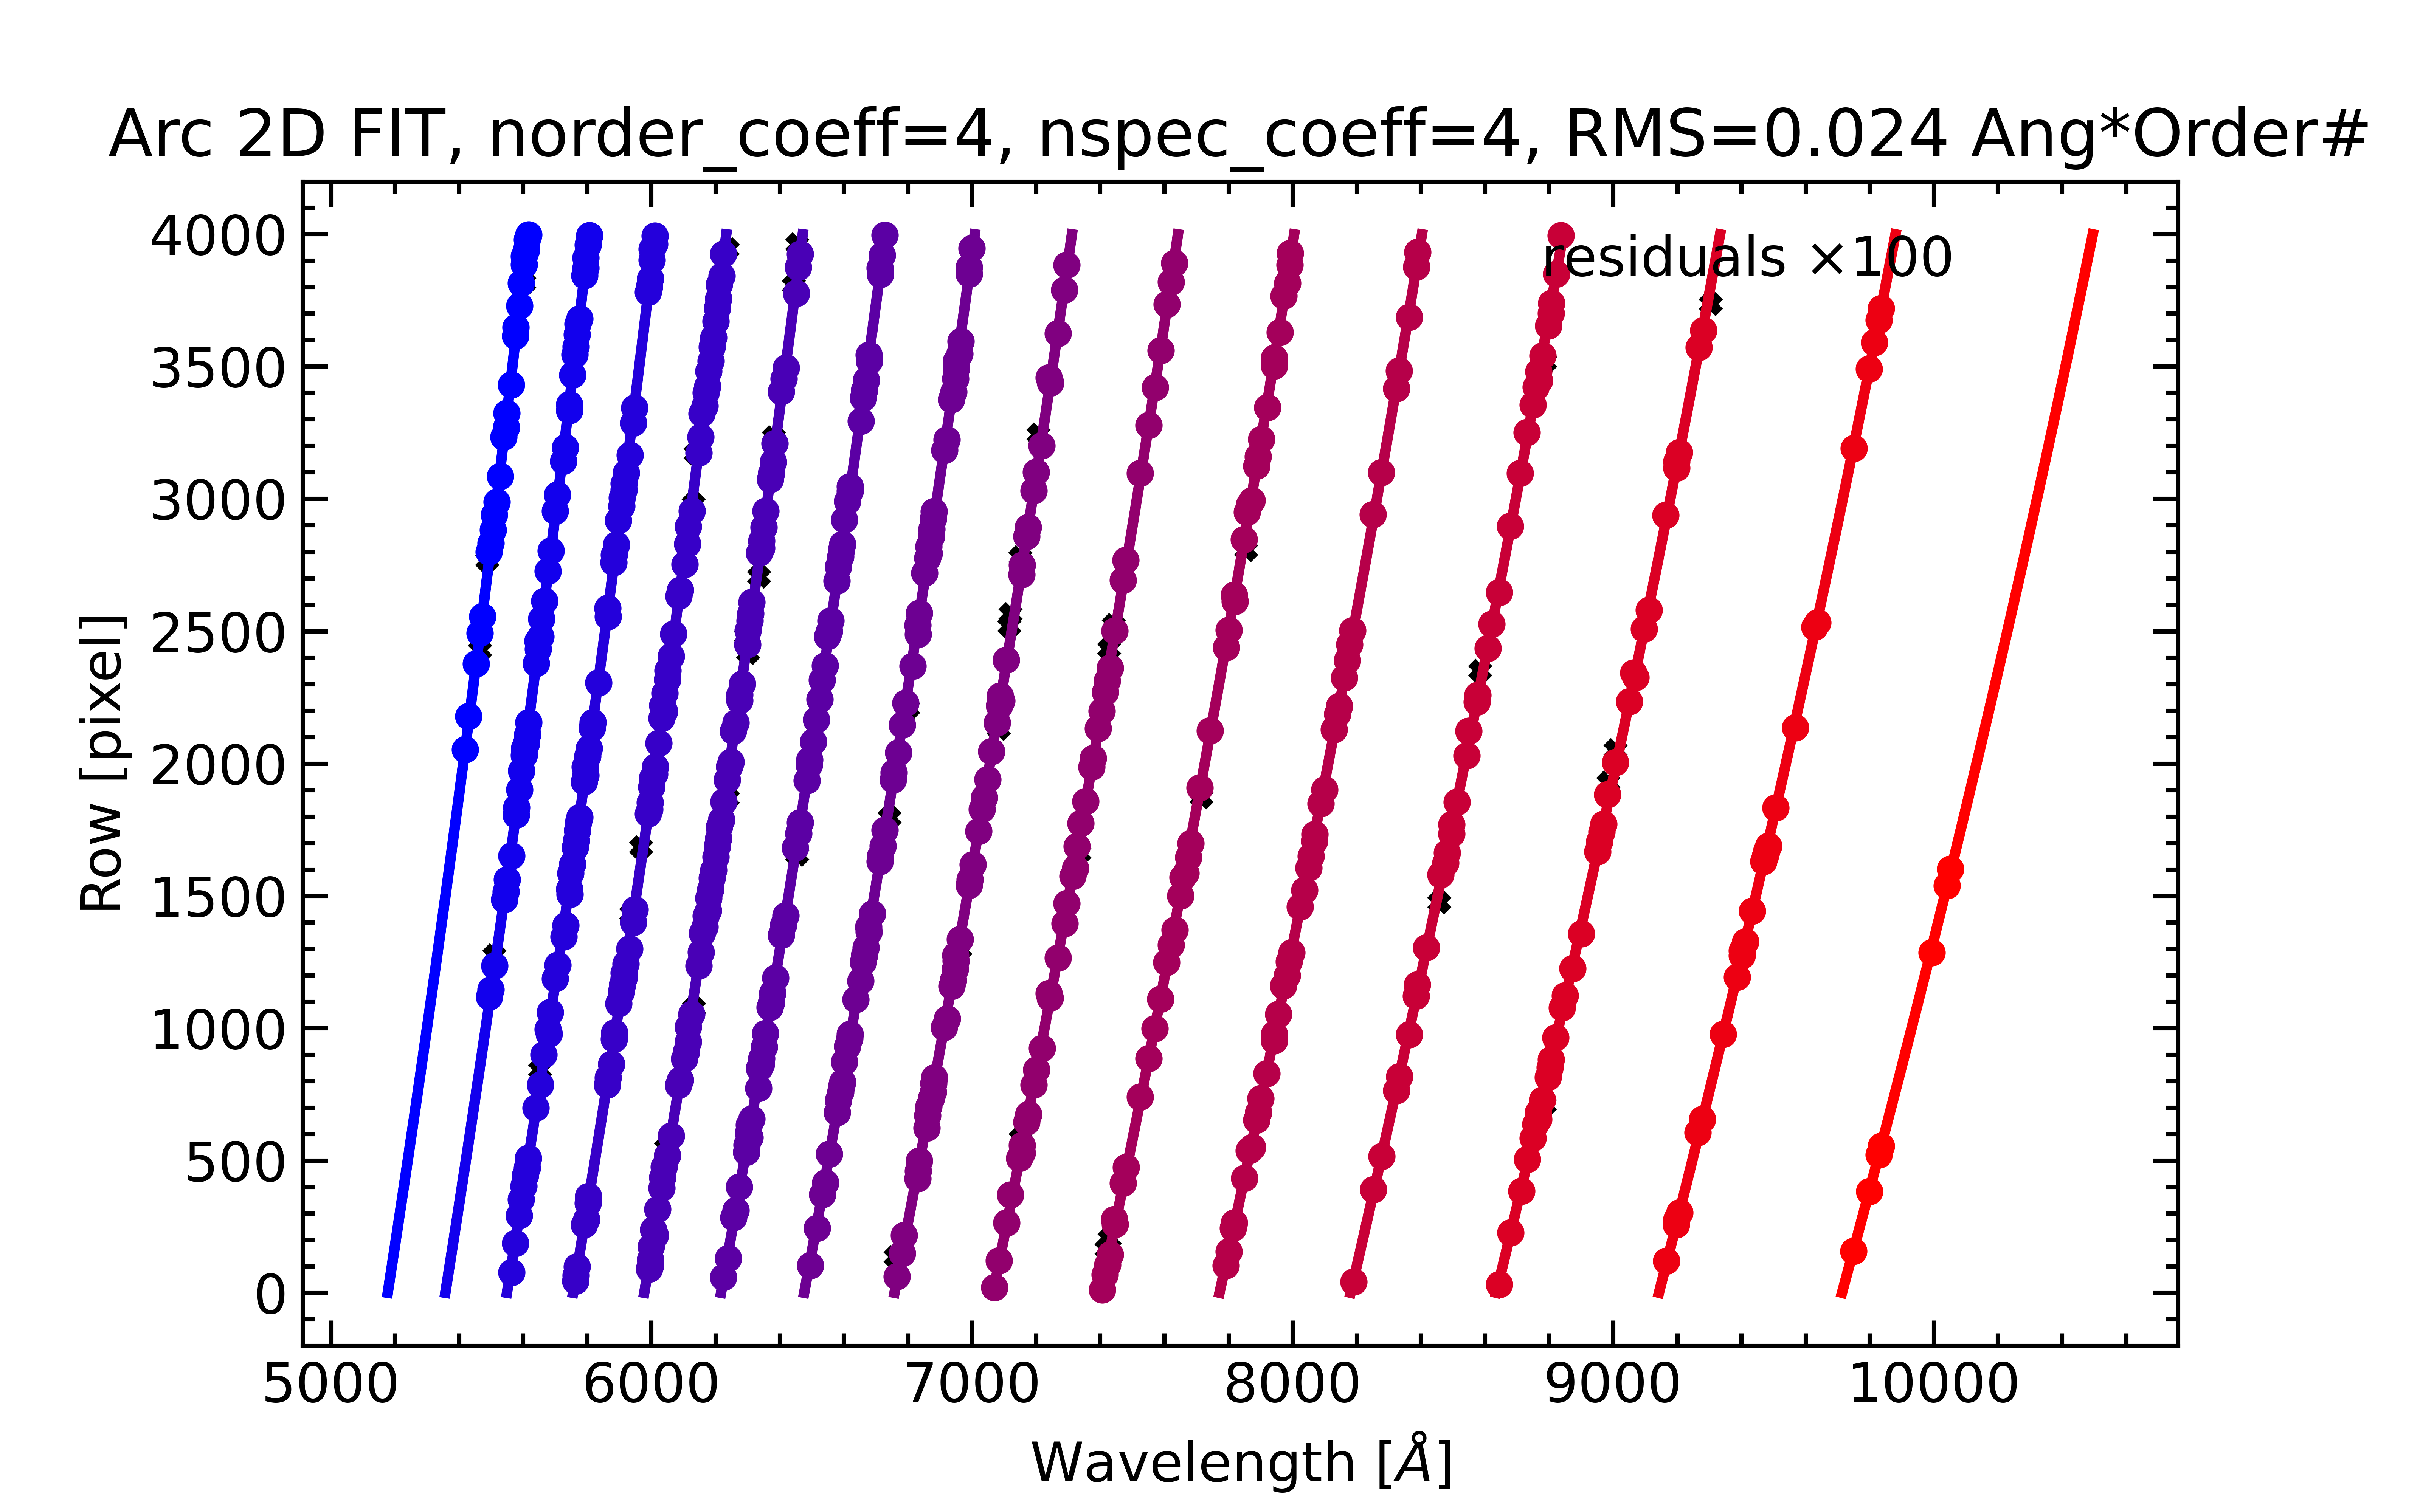 Arc 2D FIT, norder_coeff=4, nspec_coeff=4, RMS=0.024 Ang*Order#
residuals ×100
4000
3500
3000
2500
2000
1500
1000
500
0
Row [pixel]
5000 6000 7000 8000 9000 10000
Wavelength [Å]